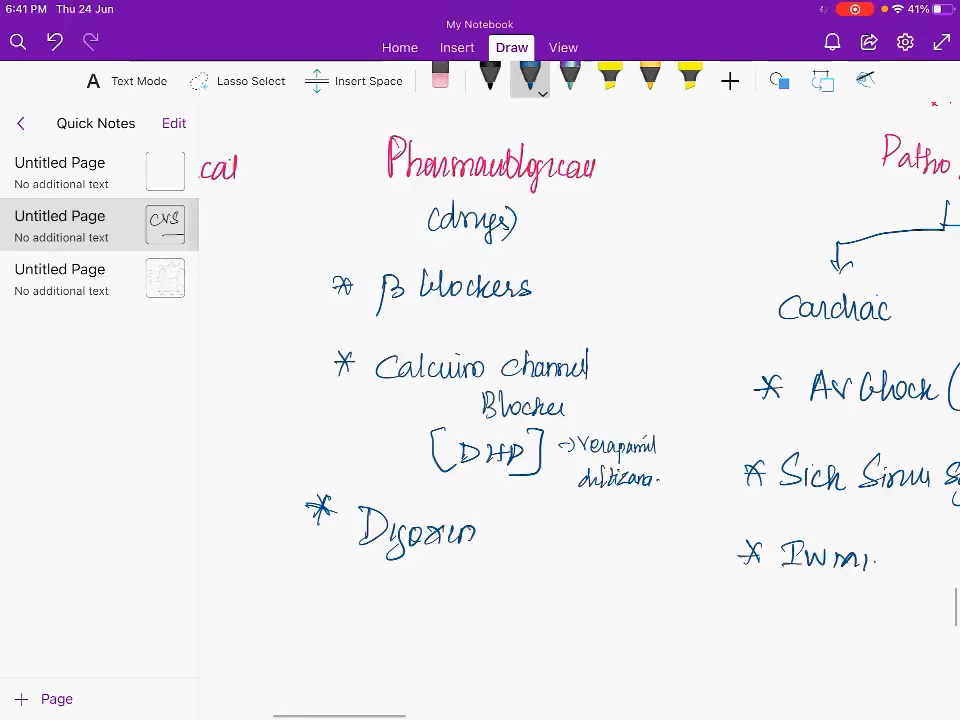 6:41 PM Thu 24 Jun
41%
My Notebook
Home Insert Draw View
Text Mode Lasso Select Insert Space
Quick Notes Edit
Untitled Page
No additional text
Untitled Page
No additional text
CNS
Untitled Page
No additional text
Page
cal
Pharmacological
(drugs)
* β blockers
* Calcium channel
Blocker
[DHP] → Verapamil
diltizam.
* Digoxin
Patho
Cardiac
* AV block (
* Sick Sinus S
* IWMI.